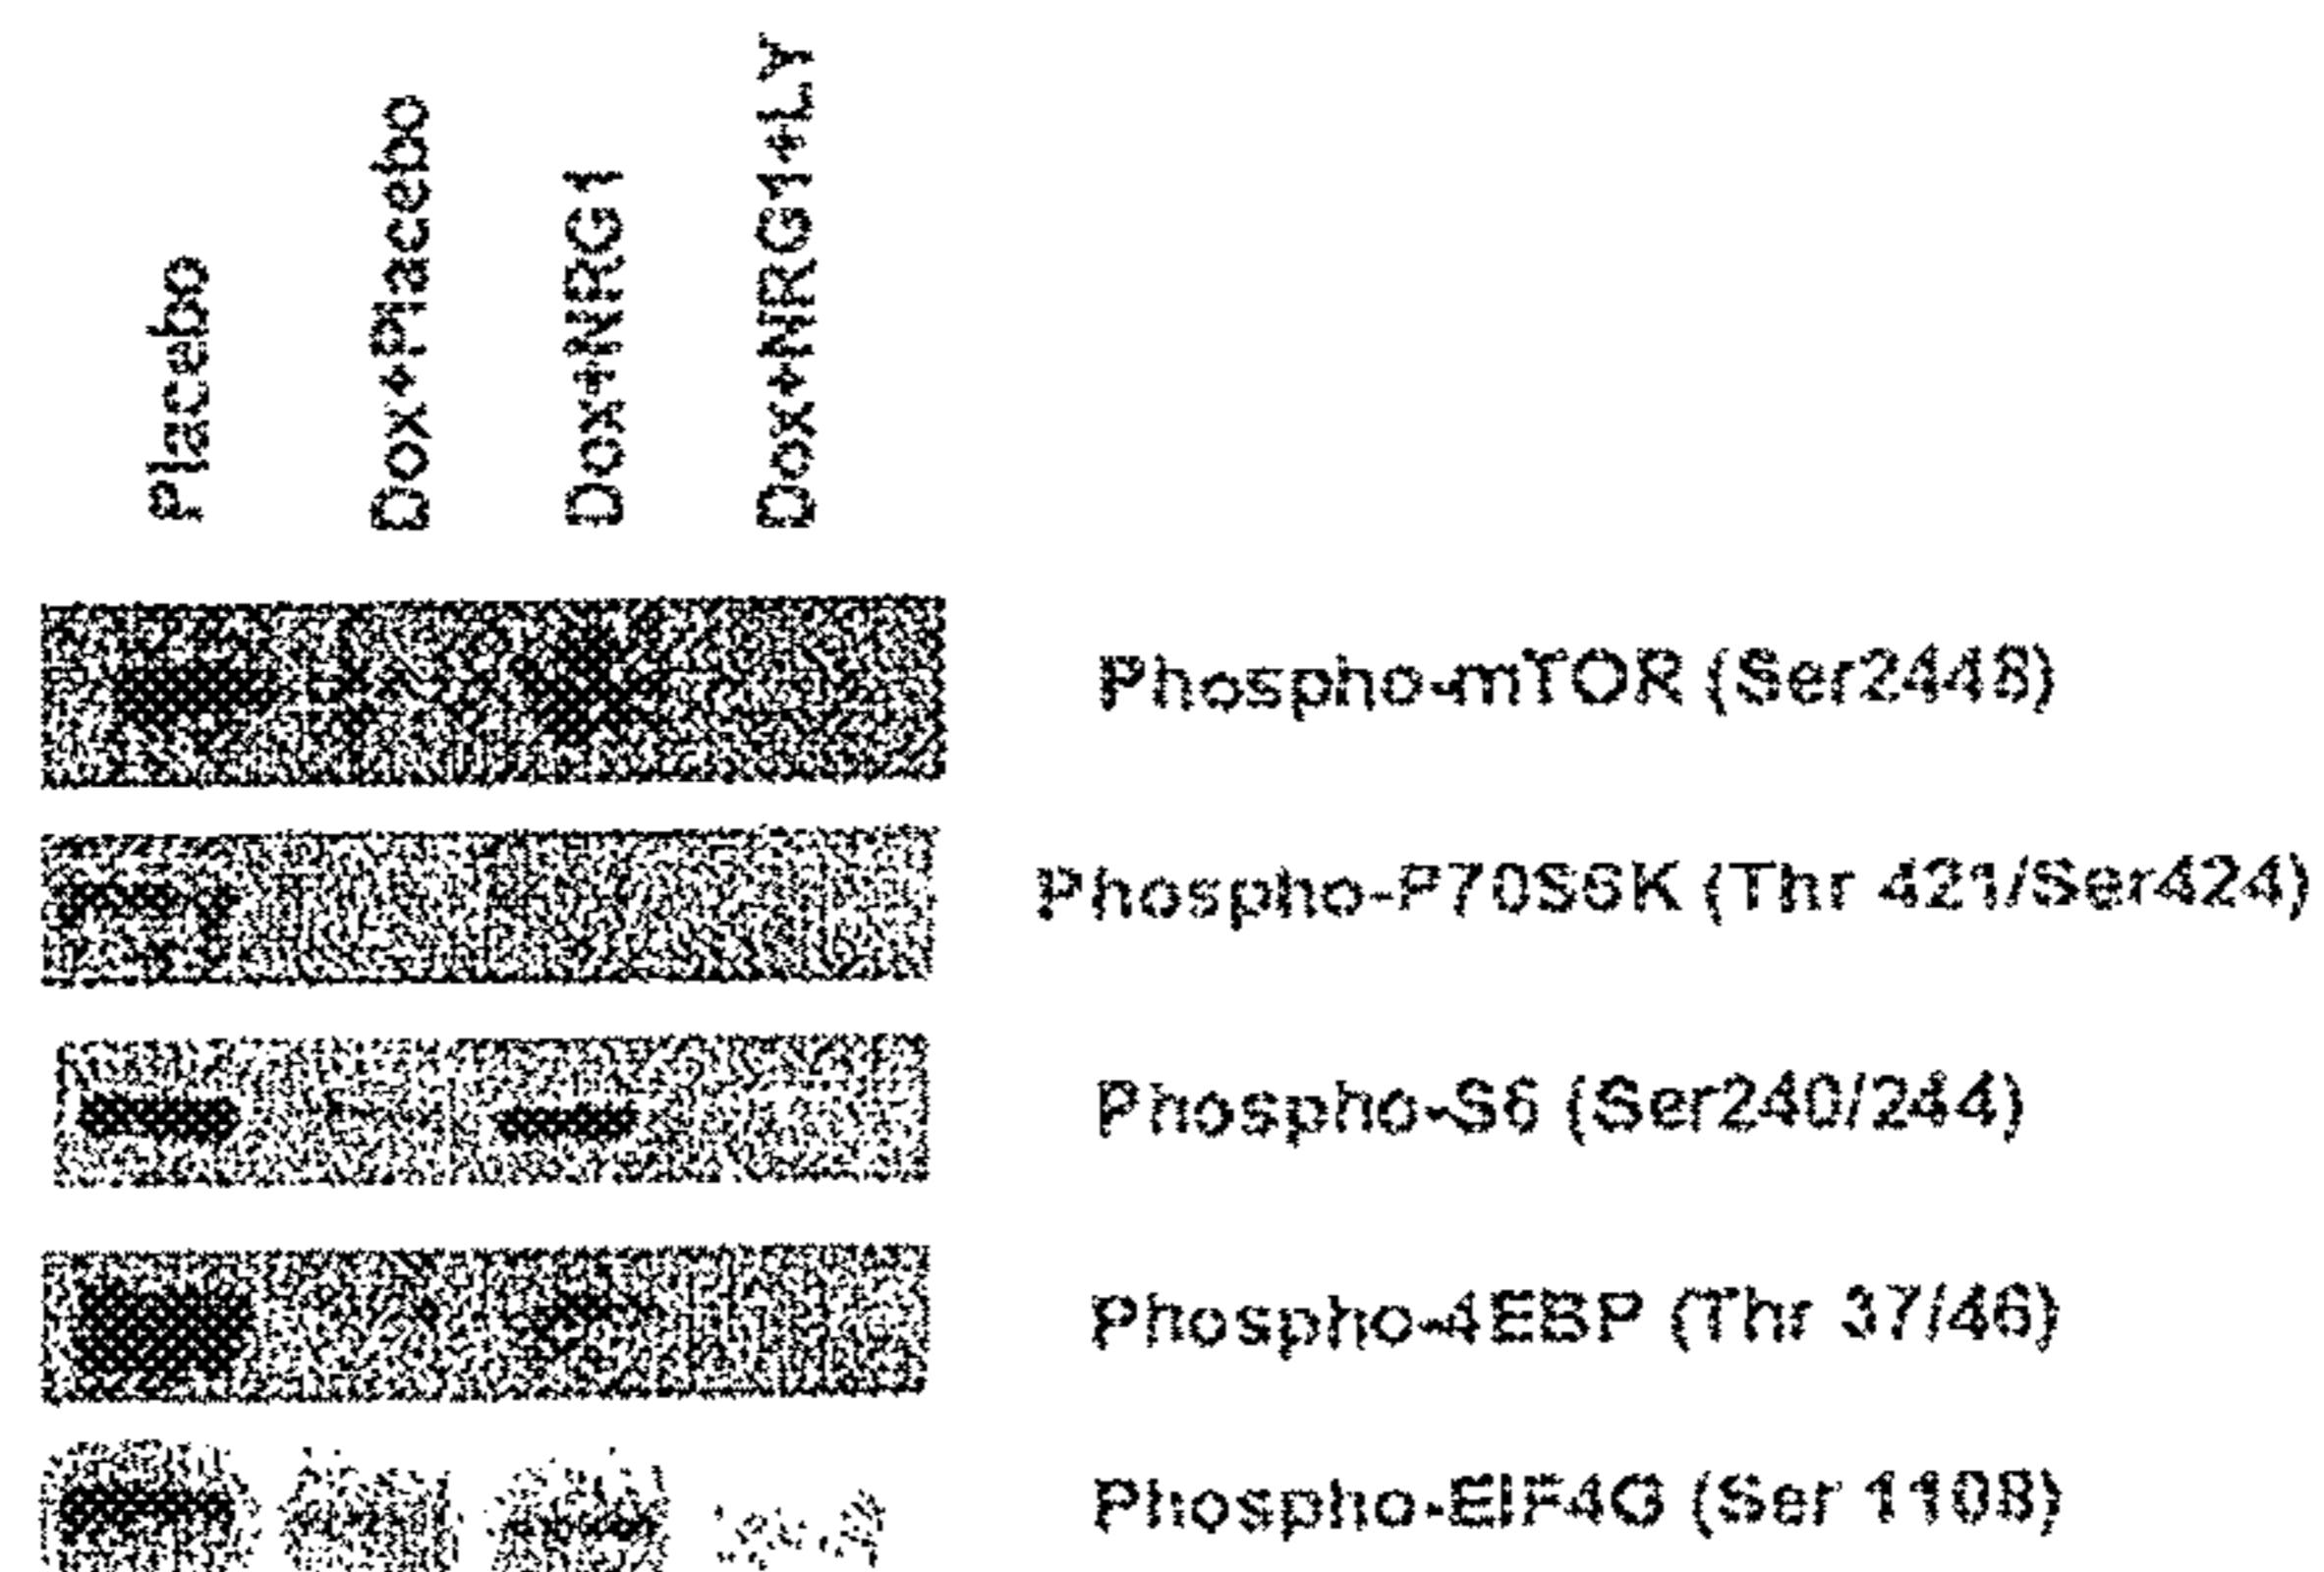 Placebo
Dox+Placebo
Dox+NRG1
Dox+NRG1+LY
Phospho-mTOR (Ser2448)
Phospho-P70S6K (Thr 421/Ser424)
Phospho-S6 (Ser240/244)
Phospho-4EBP (Thr 37/46)
Phospho-EIF4G (Ser 1108)